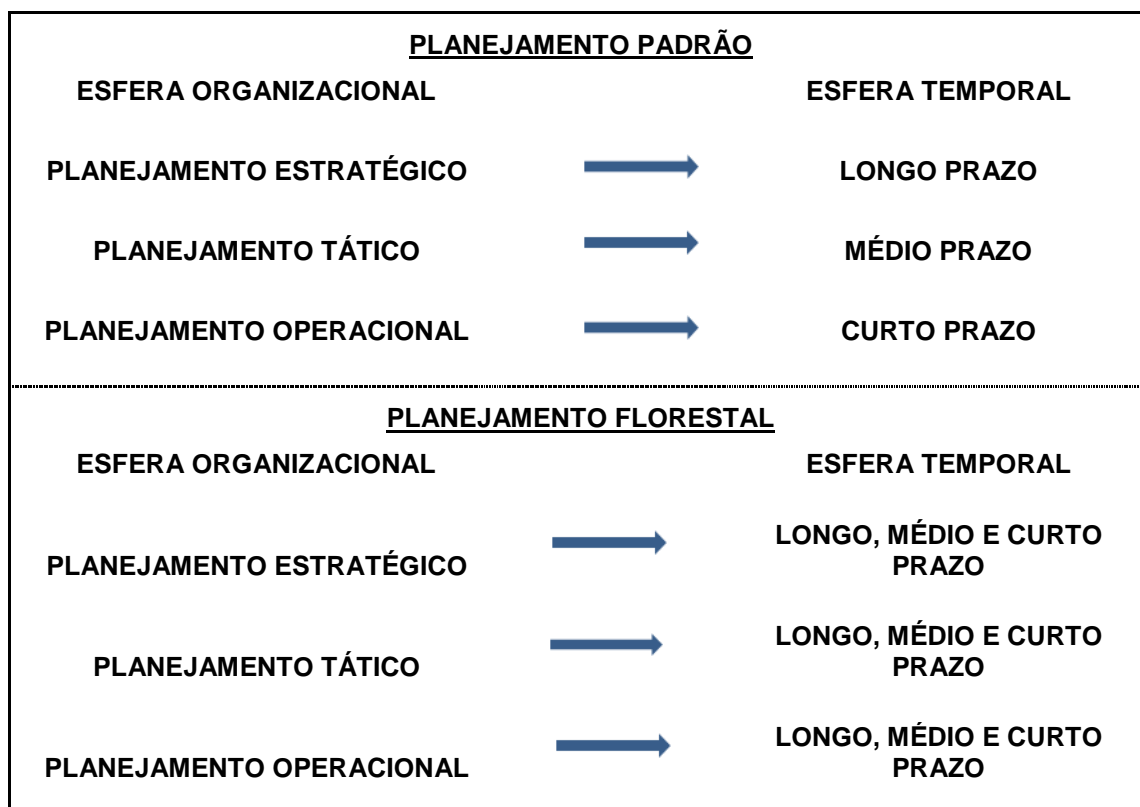 PLANEJAMENTO PADRÃO
ESFERA ORGANIZACIONAL ESFERA TEMPORAL
PLANEJAMENTO ESTRATÉGICO LONGO PRAZO
PLANEJAMENTO TÁTICO MÉDIO PRAZO
PLANEJAMENTO OPERACIONAL CURTO PRAZO
PLANEJAMENTO FLORESTAL
ESFERA ORGANIZACIONAL ESFERA TEMPORAL
LONGO, MÉDIO E CURTO
PLANEJAMENTO ESTRATÉGICO PRAZO
LONGO, MÉDIO E CURTO
PLANEJAMENTO TÁTICO PRAZO
LONGO, MÉDIO E CURTO
PLANEJAMENTO OPERACIONAL PRAZO